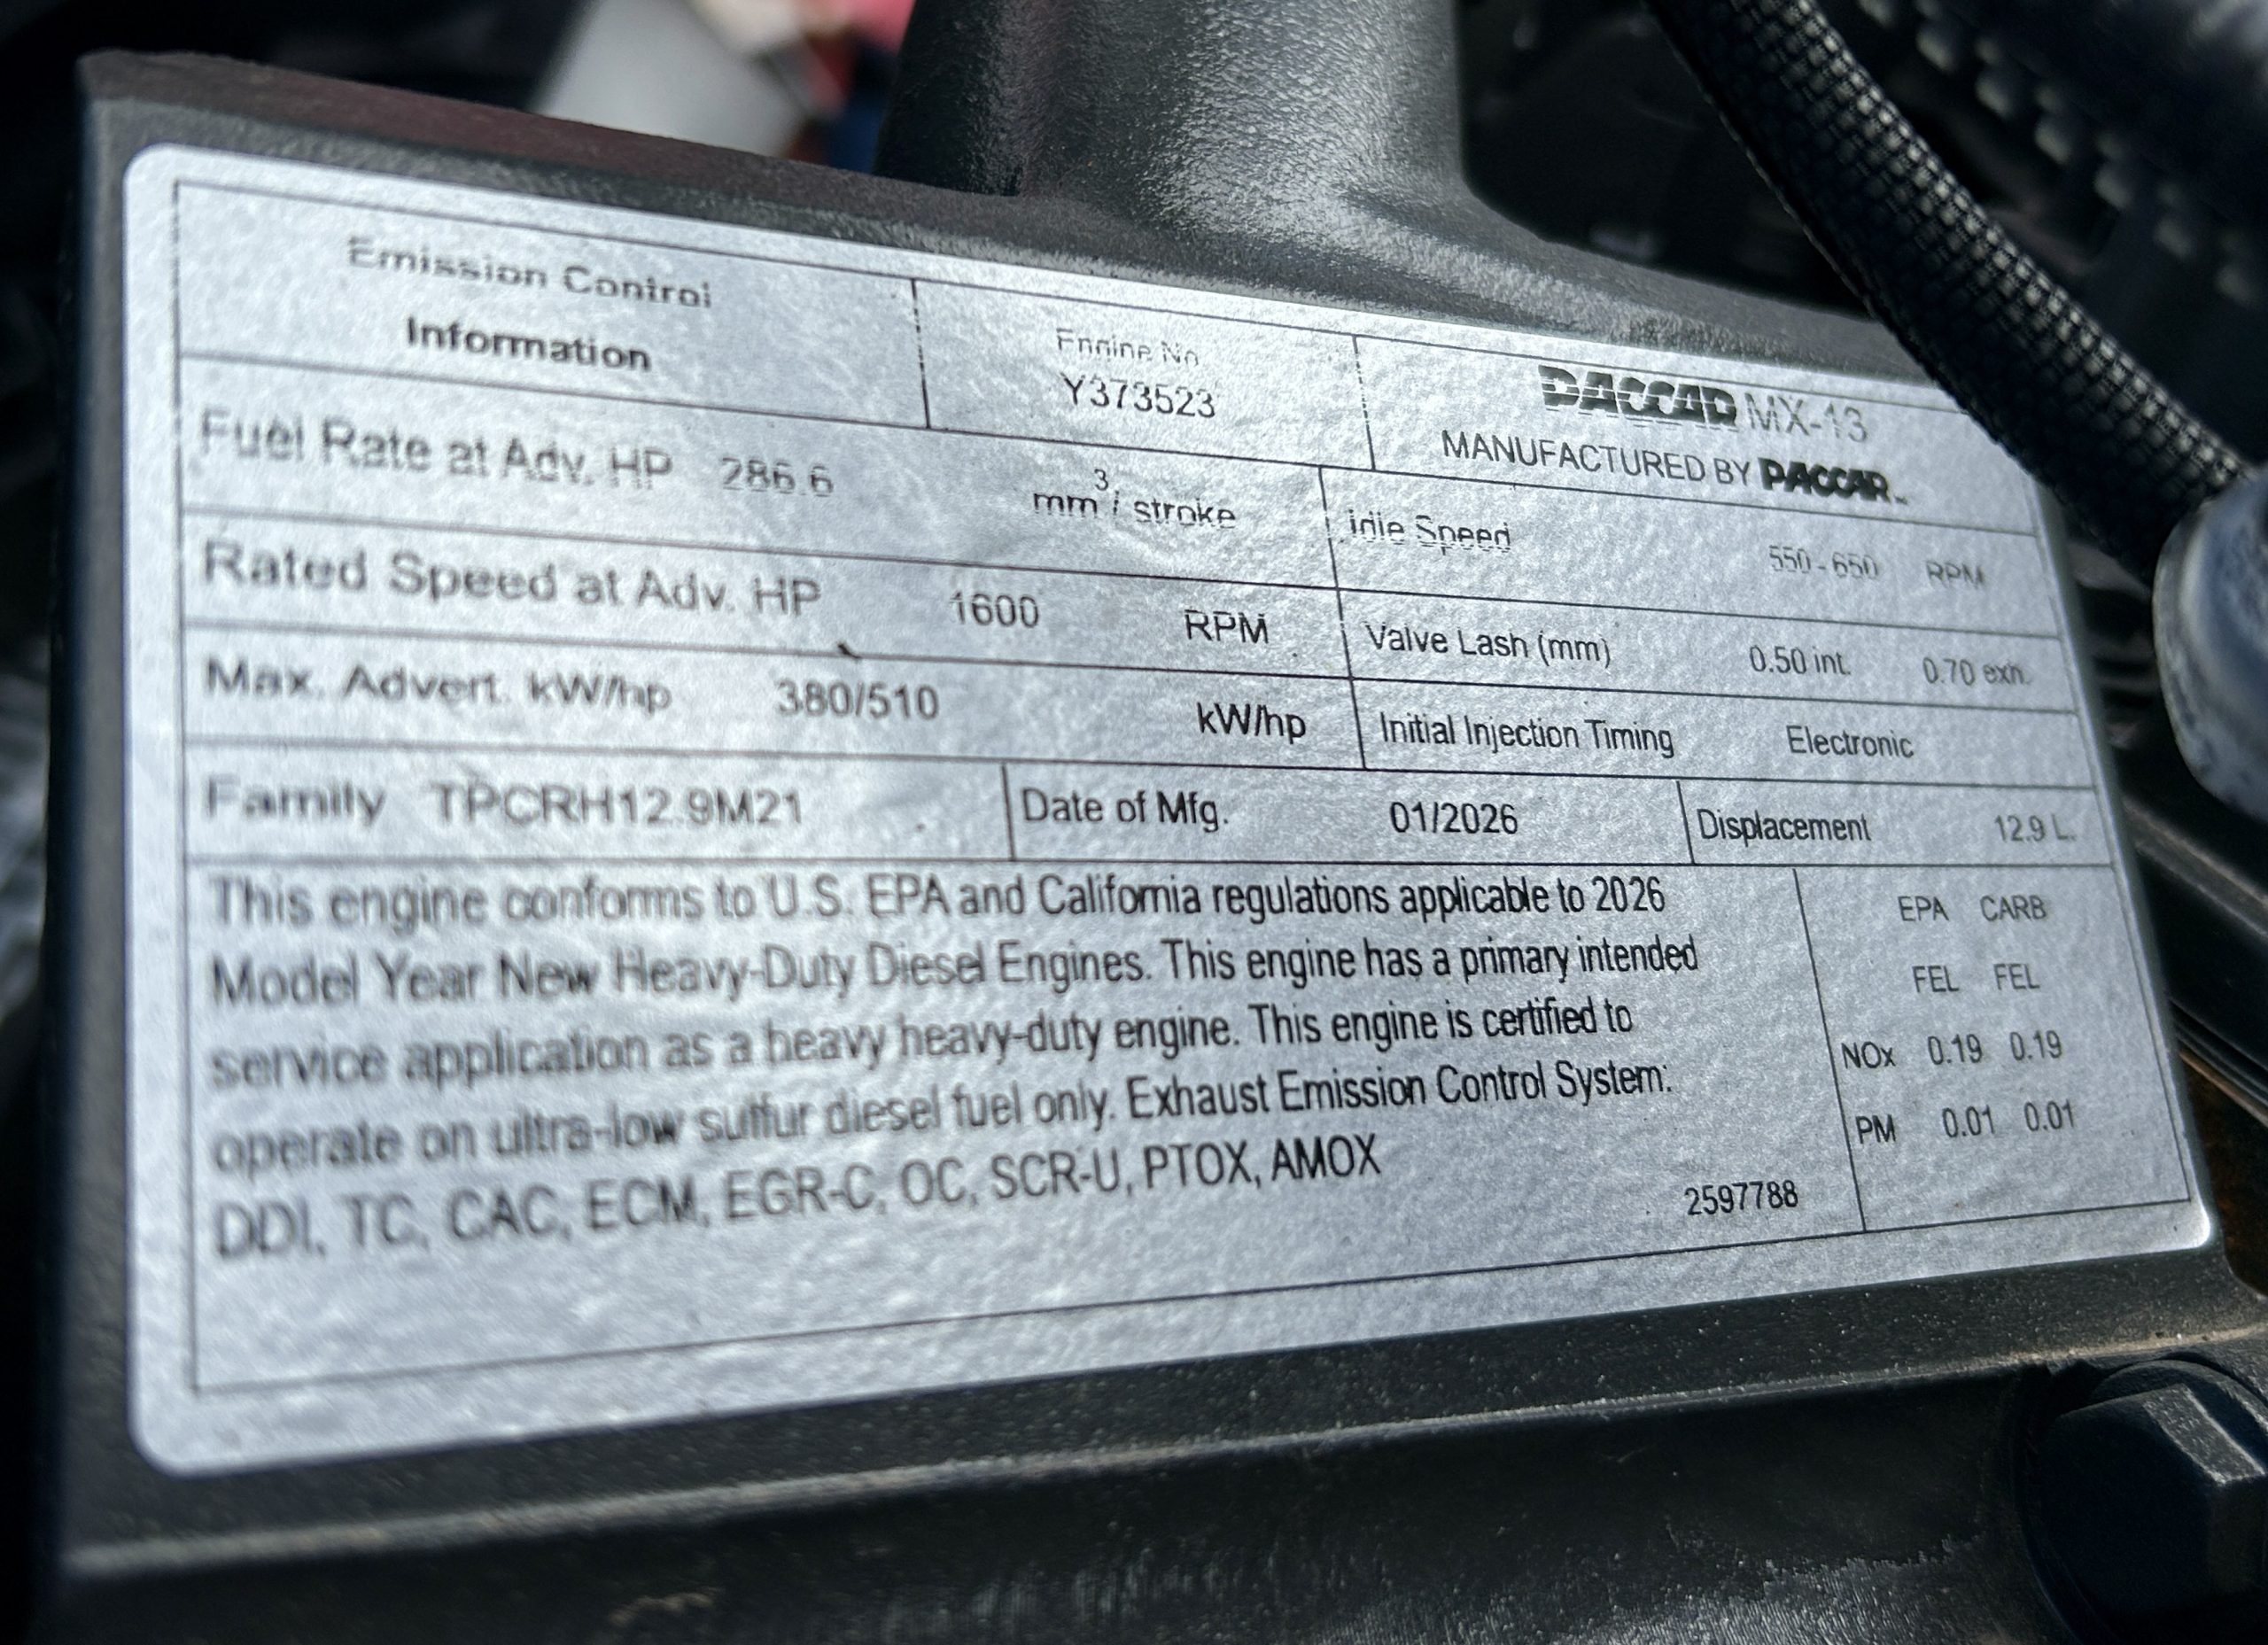 Emission Control
Information
Engine No
Y373523
PACCAR MX-13
MANUFACTURED BY PACCAR
Fuel Rate at Adv. HP 286.6 mm3 / stroke
Idle Speed 550 - 650 RPM
Rated Speed at Adv. HP 1600 RPM
Valve Lash (mm) 0.50 int. 0.70 exh.
Max. Advert. kW/hp 380/510 kW/hp
Initial Injection Timing Electronic
Family TPCRH12.9M21
Date of Mfg. 01/2026
Displacement 12.9 L.
This engine conforms to U.S. EPA and California regulations applicable to 2026
Model Year New Heavy-Duty Diesel Engines. This engine has a primary intended
service application as a heavy heavy-duty engine. This engine is certified to
operate on ultra-low sulfur diesel fuel only. Exhaust Emission Control System:
DDI, TC, CAC, ECM, EGR-C, OC, SCR-U, PTOX, AMOX
2597788
EPA CARB
FEL FEL
NOx 0.19 0.19
PM 0.01 0.01